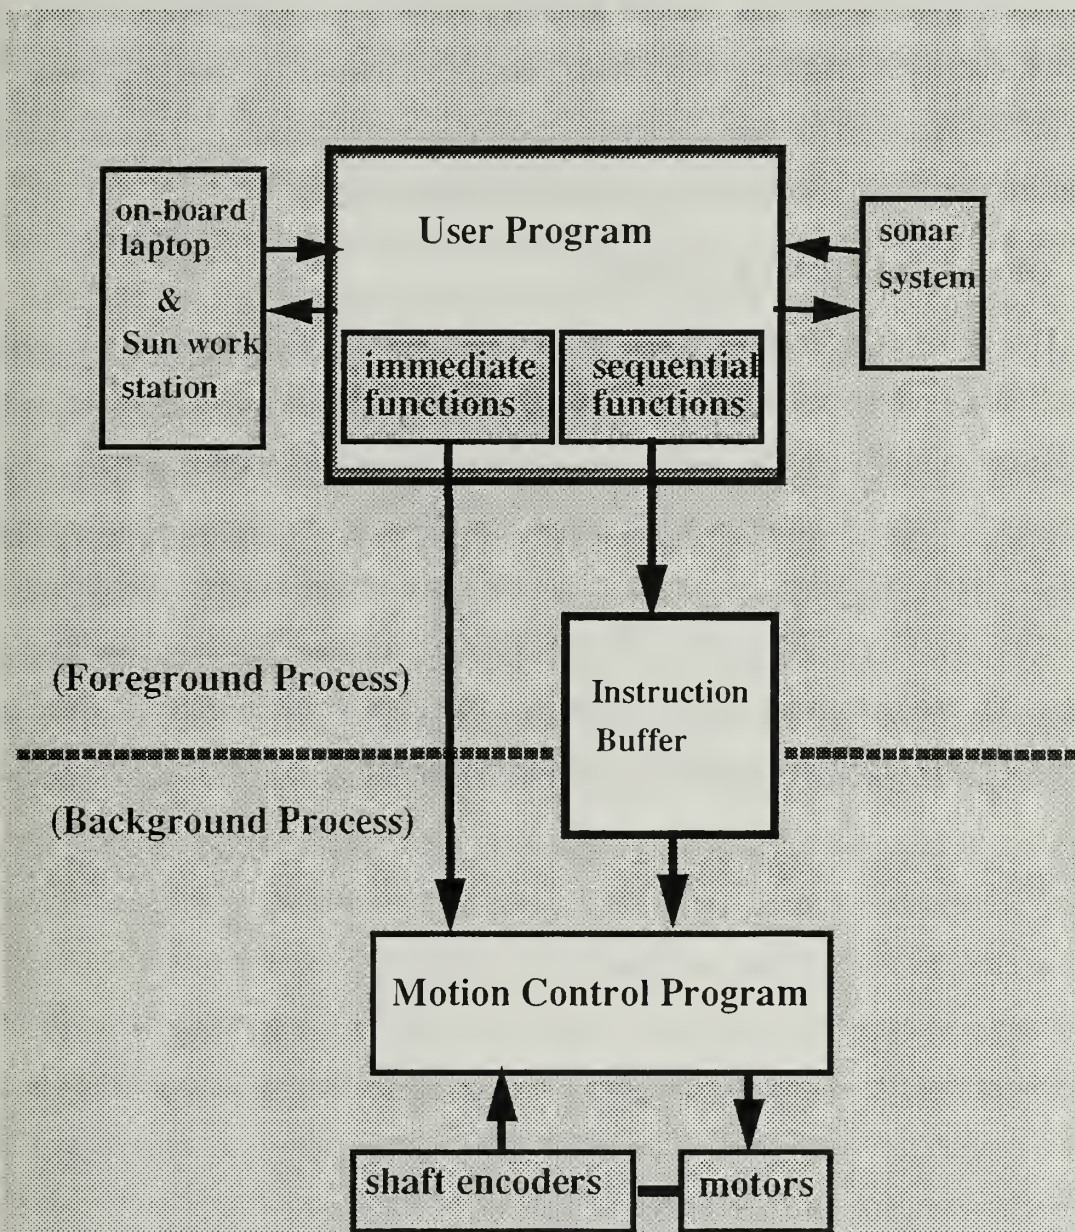 on-board
laptop
&
Sun work
station
User Program
immediate
functions
sequential
functions
sonar
system
(Foreground Process)
Instruction
Buffer
(Background Process)
Motion Control Program
shaft encoders
motors